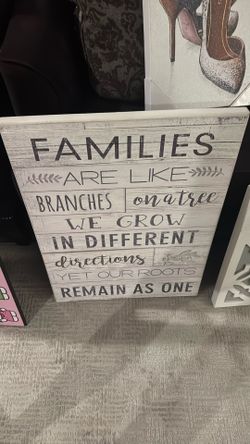 FAMILIES
ARE LIKE
BRANCHES on a tree
WE GROW
IN DIFFERENT
directions
YET OUR ROOTS
REMAIN AS ONE